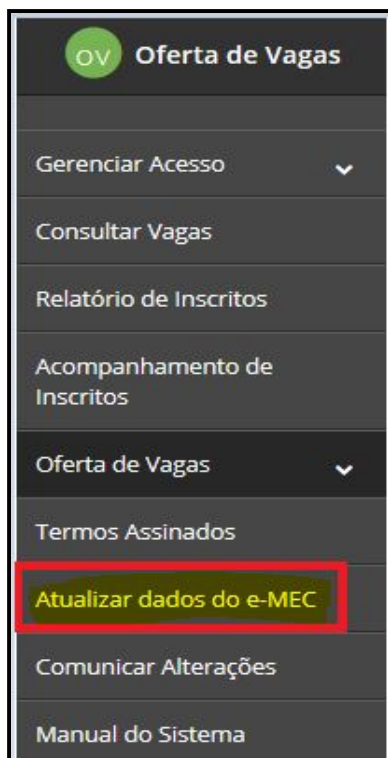 OV Oferta de Vagas
Gerenciar Acesso
Consultar Vagas
Relatório de Inscritos
Acompanhamento de
Inscritos
Oferta de Vagas
Termos Assinados
Atualizar dados do e-MEC
Comunicar Alterações
Manual do Sistema